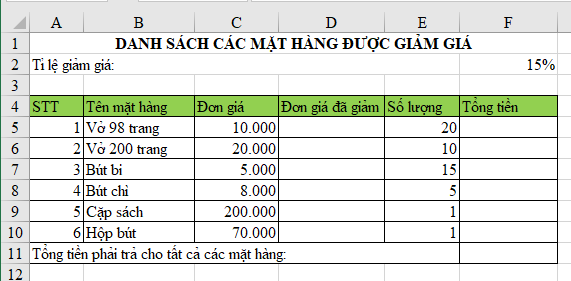 A B C D E F
1 DANH SÁCH CÁC MẶT HÀNG ĐƯỢC GIẢM GIÁ
2 Tỉ lệ giảm giá: 15%
3
4 STT Tên mặt hàng Đơn giá Đơn giá đã giảm Số lượng Tổng tiền
5 1 Vở 98 trang 10.000 20
6 2 Vở 200 trang 20.000 10
7 3 Bút bi 5.000 15
8 4 Bút chì 8.000 5
9 5 Cặp sách 200.000 1
10 6 Hộp bút 70.000 1
11 Tổng tiền phải trả cho tất cả các mặt hàng:
12